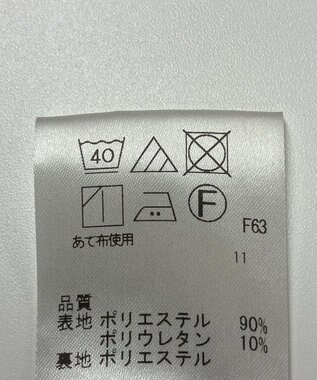 40
F
あて布使用
F63
11
品質
表地 ポリエステル 90%
ポリウレタン 10%
裏地 ポリエステル